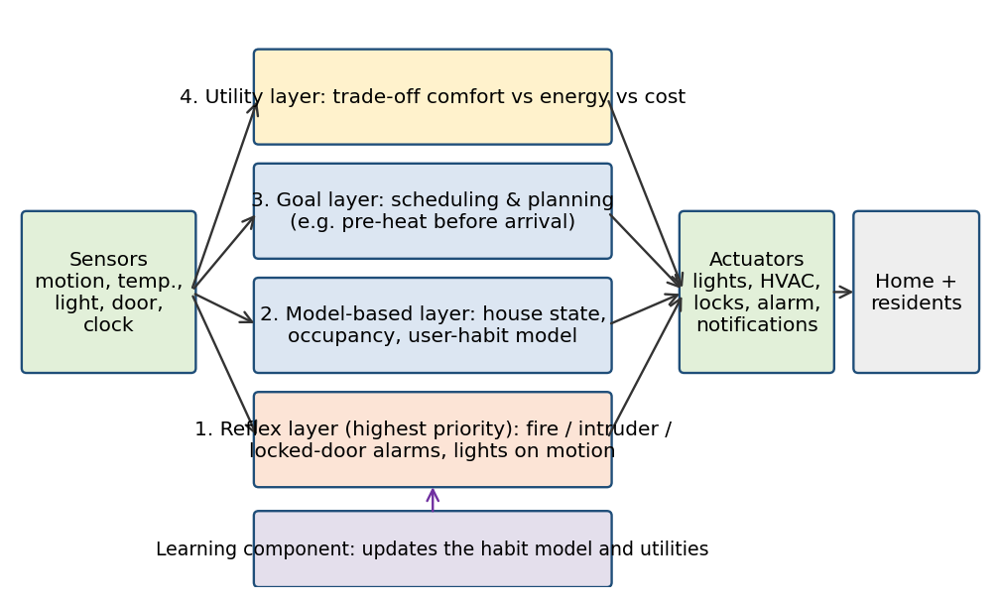 4. Utility layer: trade-off comfort vs energy vs cost
3. Goal layer: scheduling & planning
(e.g. pre-heat before arrival)
Sensors
motion, temp.,
light, door,
clock
2. Model-based layer: house state,
occupancy, user-habit model
Actuators
lights, HVAC,
locks, alarm,
notifications
Home +
residents
1. Reflex layer (highest priority): fire / intruder /
locked-door alarms, lights on motion
Learning component: updates the habit model and utilities